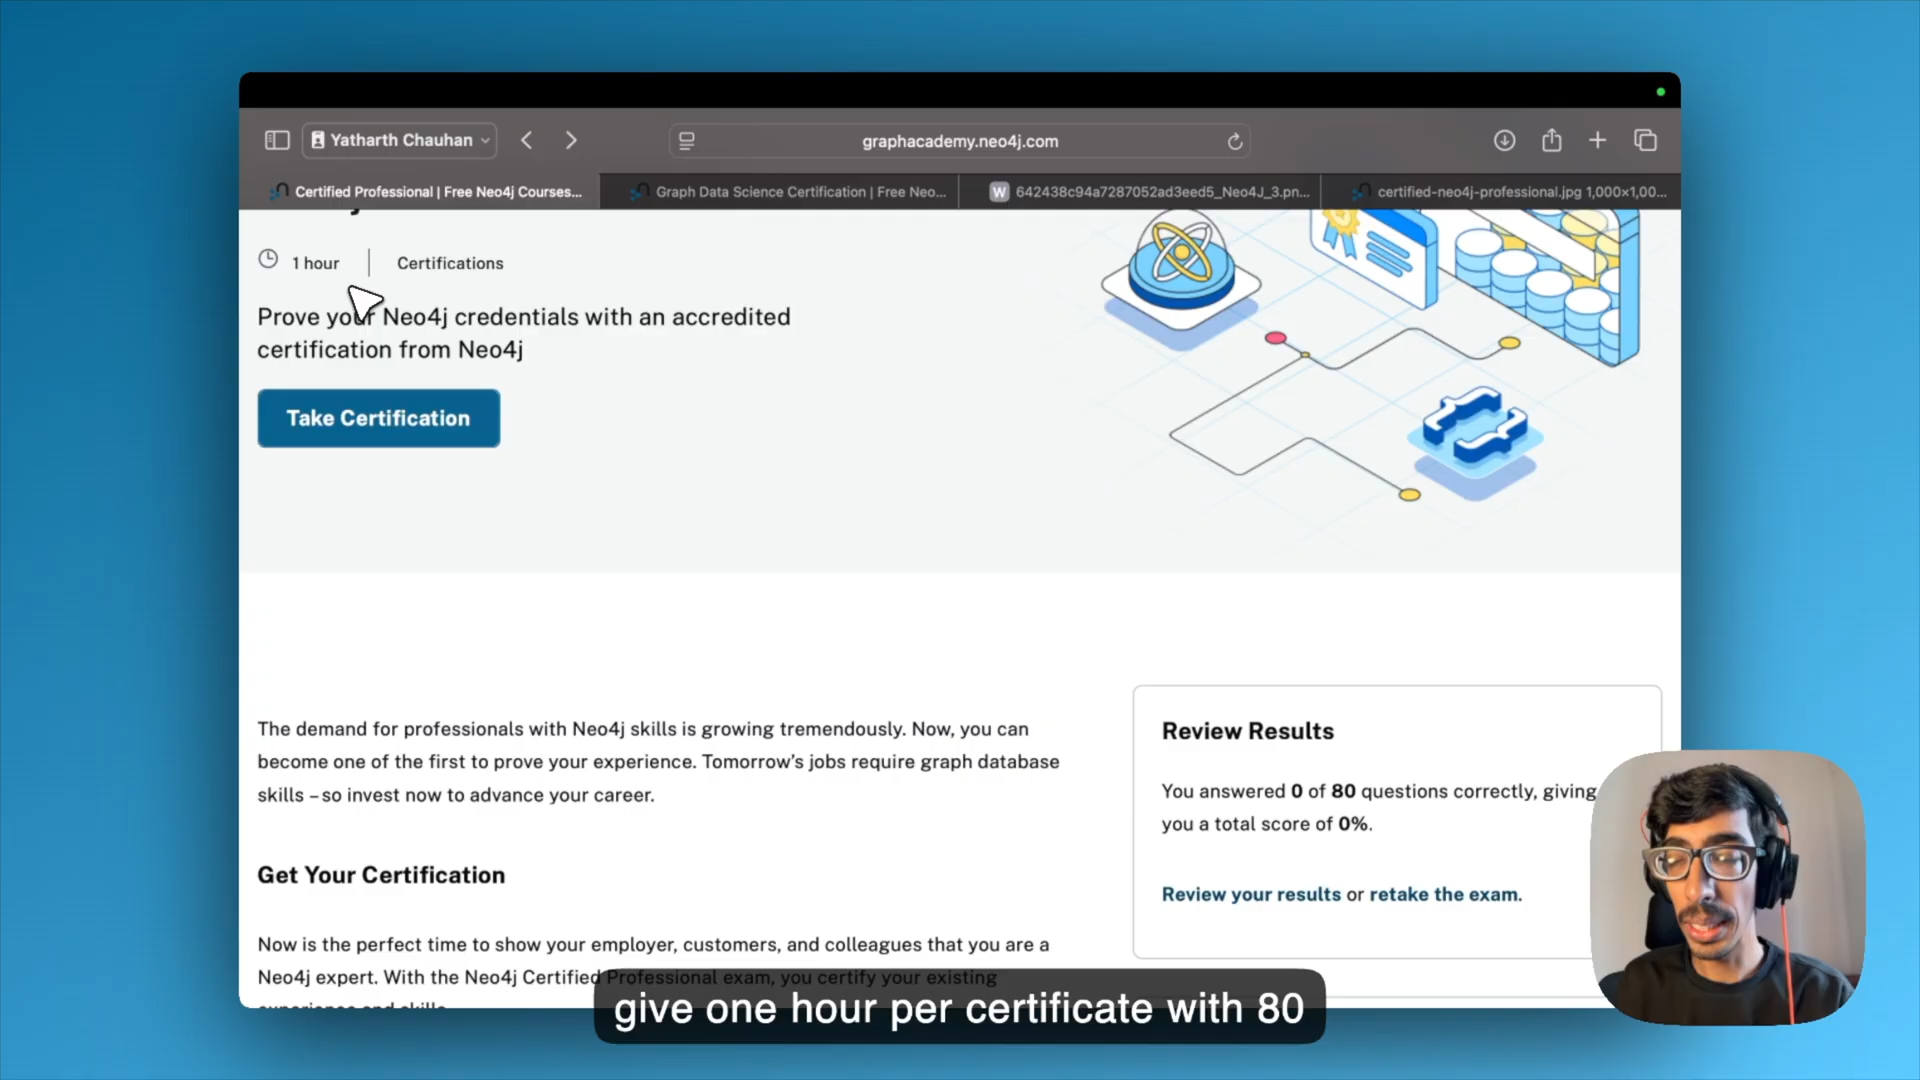 Yatharth Chauhan
graphacademy.neo4j.com
Certified Professional | Free Neo4j Courses...
Graph Data Science Certification | Free Neo...
W 642438c94a7287052ad3eed5_Neo4J_3.pn...
certified-neo4j-professional.jpg 1,000×1,00...
1 hour | Certifications
Prove your Neo4j credentials with an accredited
certification from Neo4j
Take Certification
The demand for professionals with Neo4j skills is growing tremendously. Now, you can
become one of the first to prove your experience. Tomorrow’s jobs require graph database
skills – so invest now to advance your career.
Get Your Certification
Now is the perfect time to show your employer, customers, and colleagues that you are a
Neo4j expert. With the Neo4j Certified Professional exam, you certify your existing
experience and skills.
Review Results
You answered 0 of 80 questions correctly, giving
you a total score of 0%.
Review your results or retake the exam.
give one hour per certificate with 80